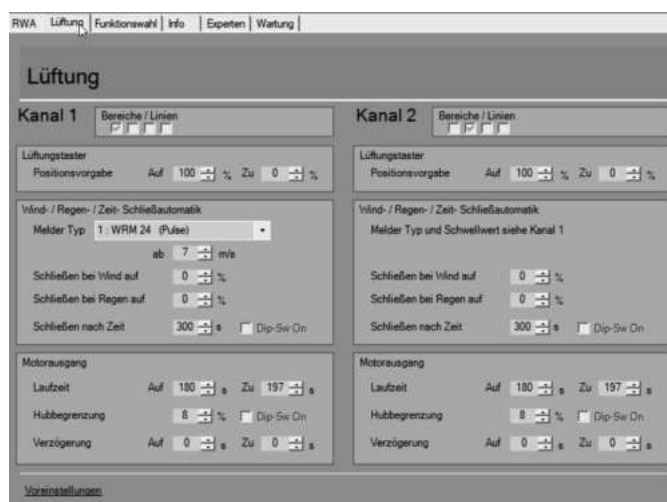 RWA Lüftung Funktionswahl Info Experten Wartung
Lüftung
Kanal 1 Bereiche / Linien
Lüftungstaster
Positionsvorgabe Auf 100 % Zu 0 %
Wind- / Regen- / Zeit- Schließautomatik
Melder Typ 1 : WRM 24 (Pulse)
ab 7 m/s
Schließen bei Wind auf 0 %
Schließen bei Regen auf 0 %
Schließen nach Zeit 300 s Dip-Sw On
Motorausgang
Laufzeit Auf 180 s Zu 197 s
Hubbegrenzung 8 % Dip-Sw On
Verzögerung Auf 0 s Zu 0 s
Kanal 2 Bereiche / Linien
Lüftungstaster
Positionsvorgabe Auf 100 % Zu 0 %
Wind- / Regen- / Zeit- Schließautomatik
Melder Typ und Schwellwert siehe Kanal 1
Schließen bei Wind auf 0 %
Schließen bei Regen auf 0 %
Schließen nach Zeit 300 s Dip-Sw On
Motorausgang
Laufzeit Auf 180 s Zu 197 s
Hubbegrenzung 8 % Dip-Sw On
Verzögerung Auf 0 s Zu 0 s
Voreinstellungen